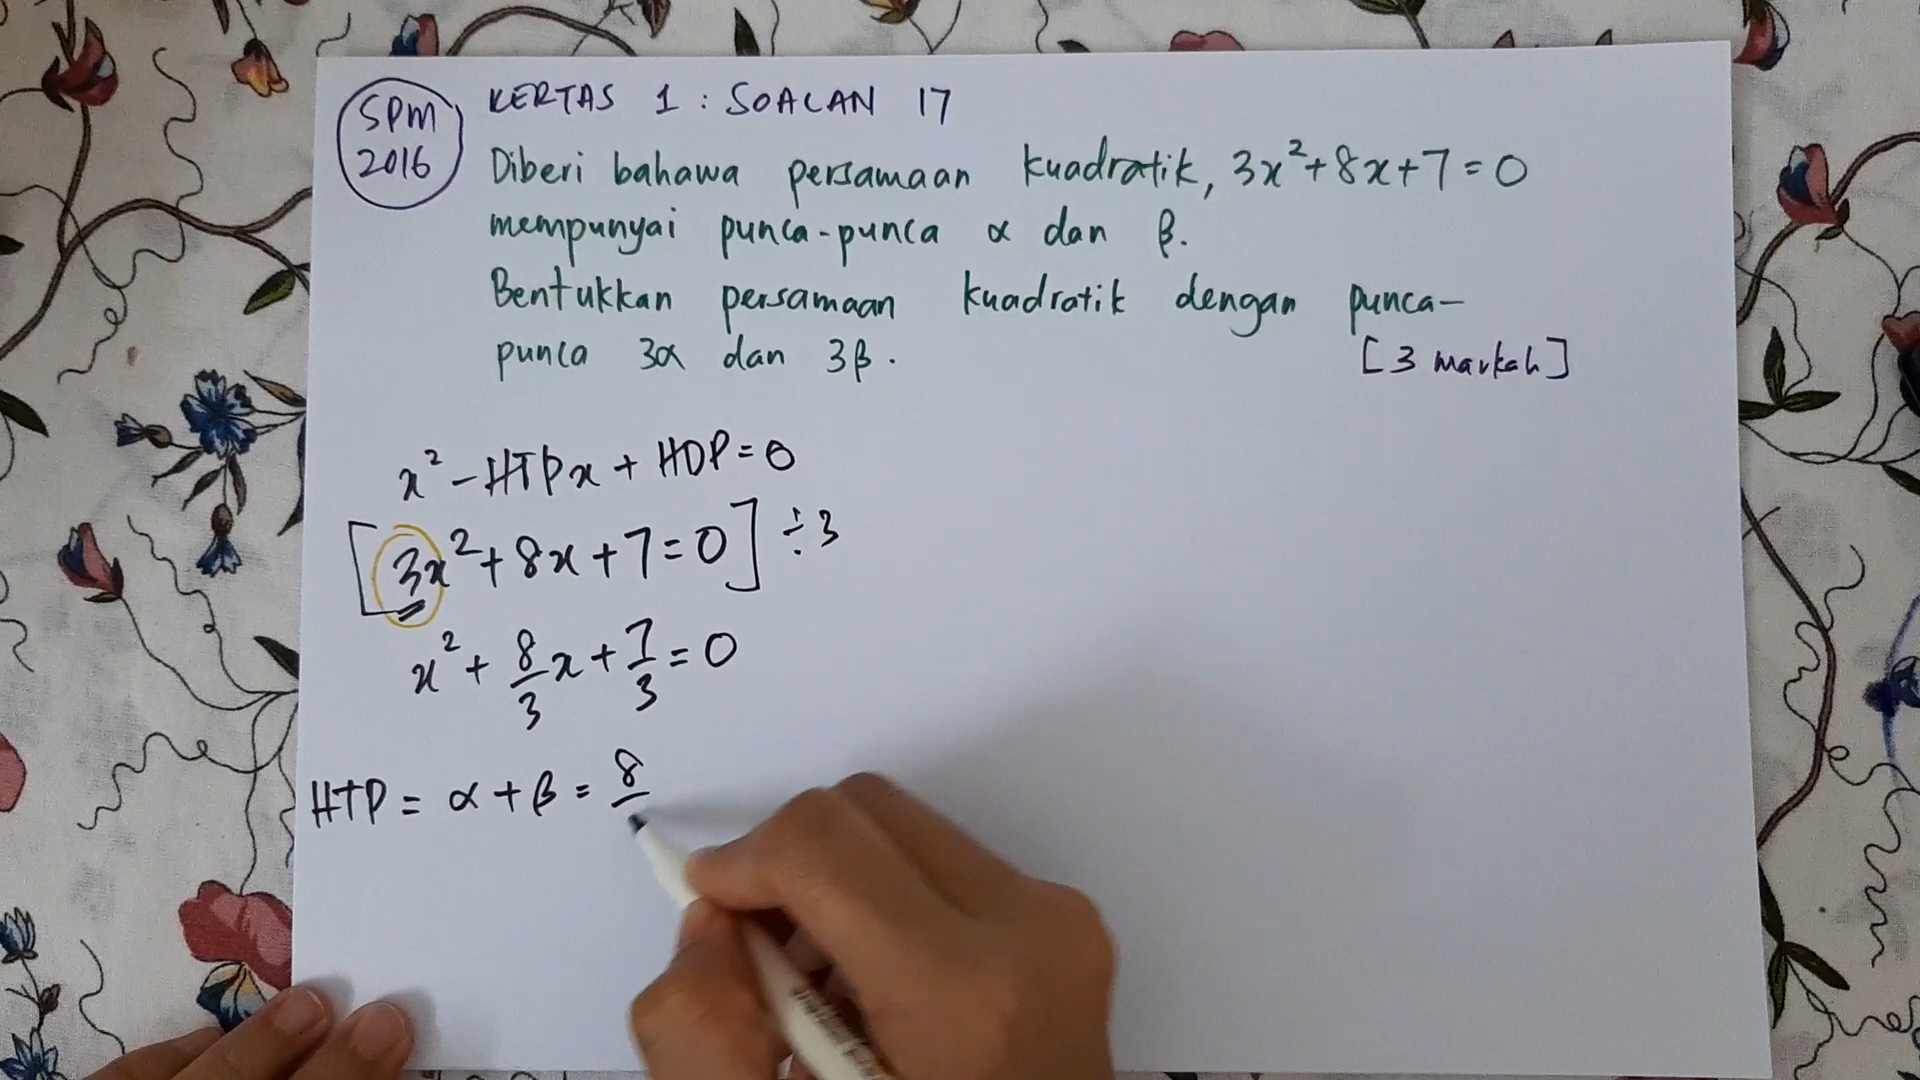 SPM
2016
KERTAS 1 : SOALAN 17
Diberi bahawa persamaan kuadratik, 3x²+8x+7=0
mempunyai punca-punca α dan β.
Bentukkan persamaan kuadratik dengan punca-
punca 3α dan 3β.
[3 markah]
x² - HTPx + HDP = 0
[3x² + 8x + 7 = 0] ÷ 3
x² + 8/3 x + 7/3 = 0
HTP = α + β = 8